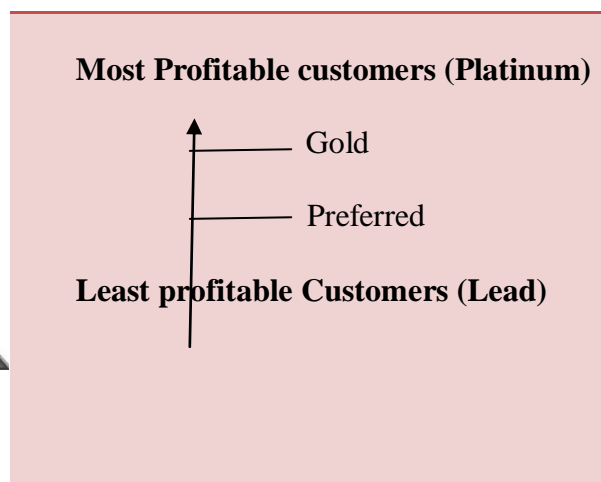 Most Profitable customers (Platinum)
Gold
Preferred
Least profitable Customers (Lead)